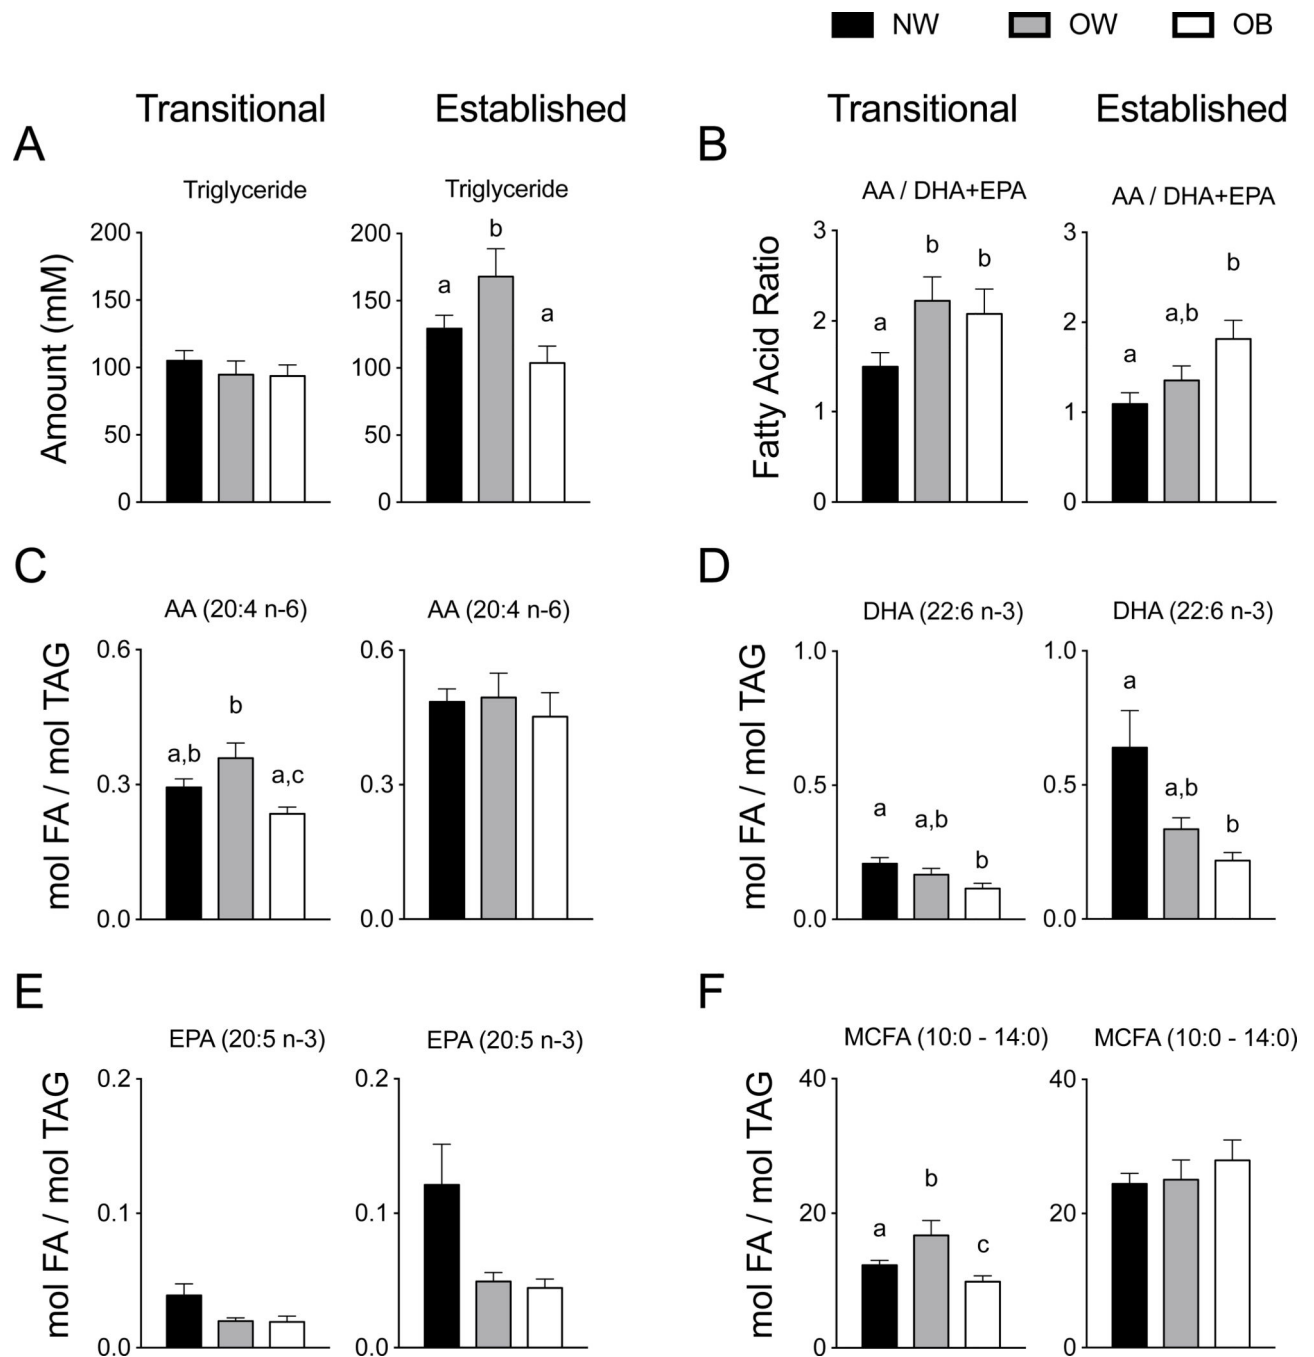 NW OW OB
Transitional Established Transitional Established
A B
Triglyceride Triglyceride AA / DHA+EPA AA / DHA+EPA
Amount (mM)
200
150
100
50
0
200
150
100
50
0
a
b
a
Fatty Acid Ratio
3
2
1
0
a
b
b
3
2
1
0
a
a,b
b
C D
AA (20:4 n-6) AA (20:4 n-6) DHA (22:6 n-3) DHA (22:6 n-3)
mol FA / mol TAG
0.6
0.3
0.0
a,b
b
a,c
0.6
0.3
0.0
mol FA / mol TAG
1.0
0.5
0.0
a
a,b
b
1.0
0.5
0.0
a
a,b
b
E F
EPA (20:5 n-3) EPA (20:5 n-3) MCFA (10:0 - 14:0) MCFA (10:0 - 14:0)
mol FA / mol TAG
0.2
0.1
0.0
0.2
0.1
0.0
mol FA / mol TAG
40
20
0
a
b
c
40
20
0